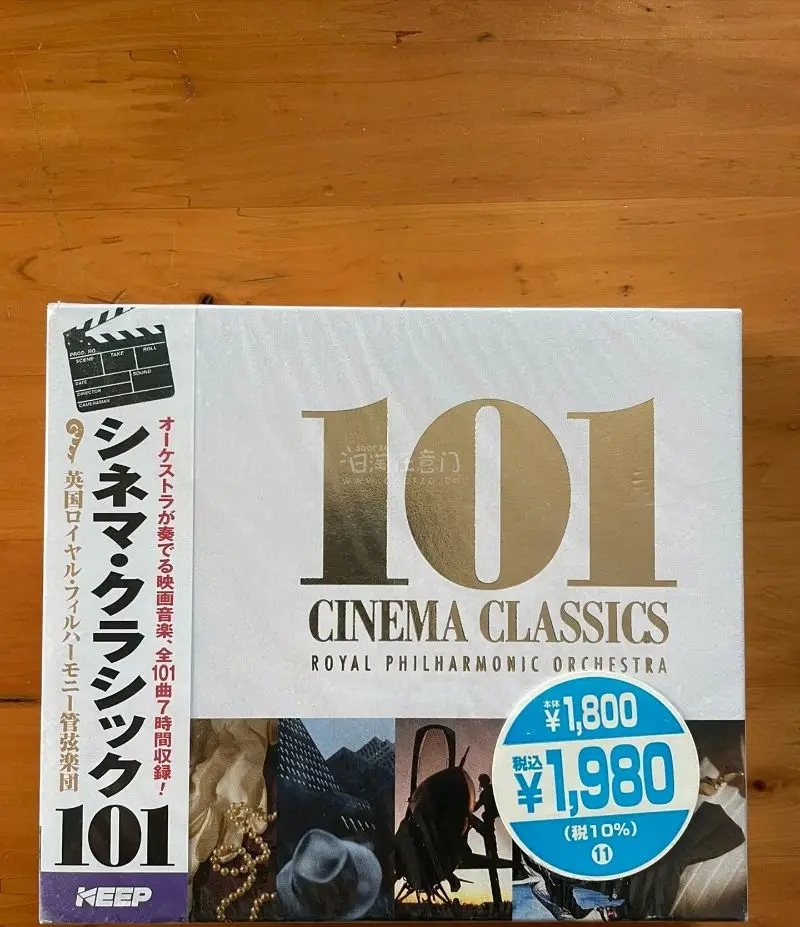 PROD. NO.
SCENE
TAKE
ROLL
DATE
SOUND
DIRECTOR
CAMERAMAN
オーケストラが奏でる映画音楽、全101曲7時間収録!
シネマ・クラシック
101
英国ロイヤル・フィルハーモニー管弦楽団
KEEP
101
CINEMA CLASSICS
ROYAL PHILHARMONIC ORCHESTRA
本体
¥1,800
税込
¥1,980
(税10%)
11
任意门